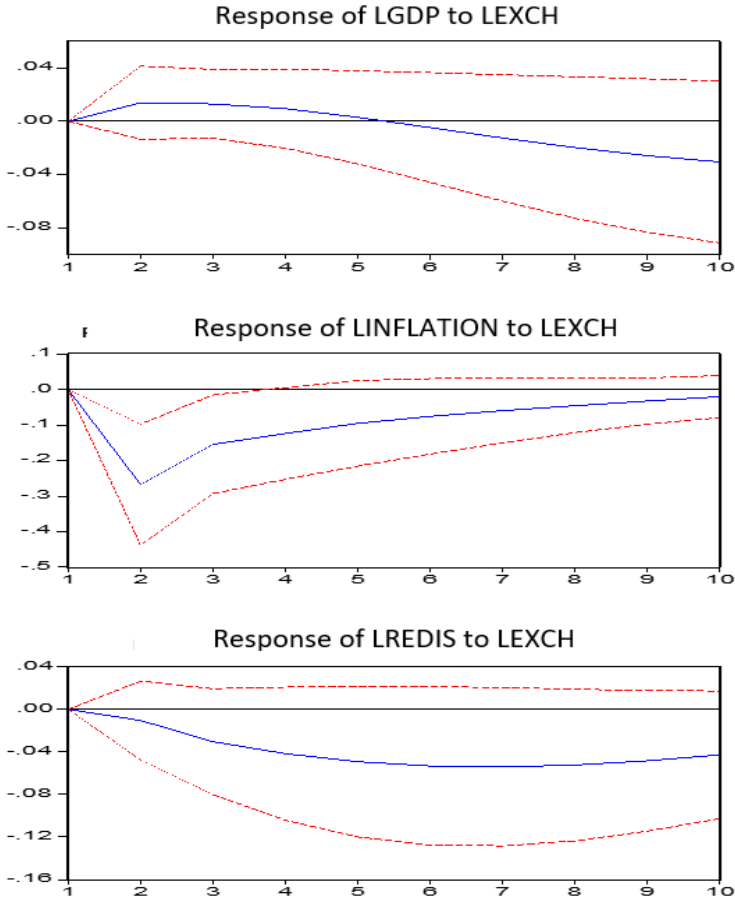 Response of LGDP to LEXCH
.04
.00
-.04
-.08
1 2 3 4 5 6 7 8 9 10
Response of LINFLATION to LEXCH
.1
.0
-.1
-.2
-.3
-.4
-.5
1 2 3 4 5 6 7 8 9 10
Response of LREDIS to LEXCH
.04
.00
-.04
-.08
-.12
-.16
1 2 3 4 5 6 7 8 9 10